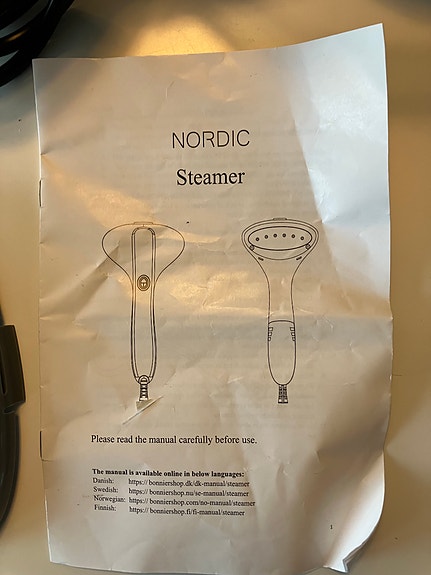 NORDIC
Steamer
Please read the manual carefully before use.
The manual is available online in below languages:
Danish: https:// bonniershop.dk/dk-manual/steamer
Swedish: https:// bonniershop.nu/se-manual/steamer
Norwegian: https:// bonniershop.com/no-manual/steamer
Finnish: https:// bonniershop.fi/fi-manual/steamer
1